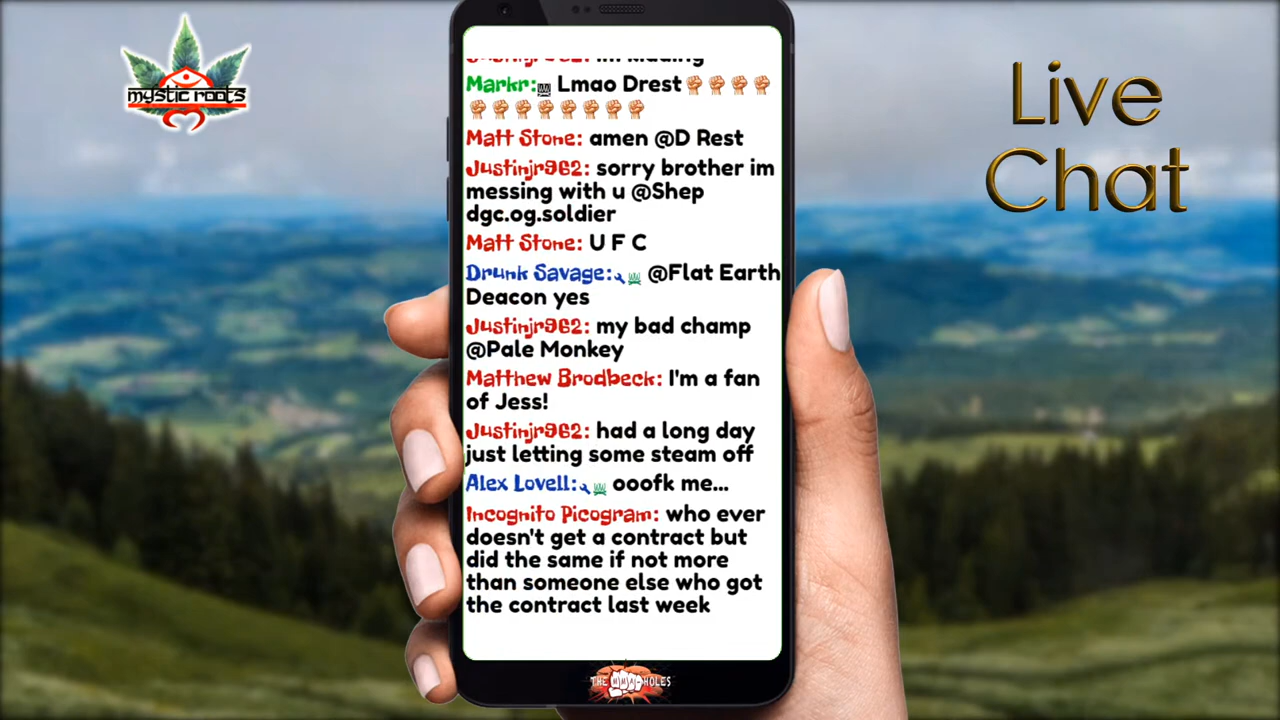 mystic roots
Live
Chat
Justinjr962: im kidding
Markr: Lmao Drest
Matt Stone: amen @D Rest
Justinjr962: sorry brother im
messing with u @Shep
dgc.og.soldier
Matt Stone: U F C
Drunk Savage: @Flat Earth
Deacon yes
Justinjr962: my bad champ
@Pale Monkey
Matthew Brodbeck: I'm a fan
of Jess!
Justinjr962: had a long day
just letting some steam off
Alex Lovell: ooofk me...
Incognito Picogram: who ever
doesn't get a contract but
did the same if not more
than someone else who got
the contract last week
THE MMA-HOLES